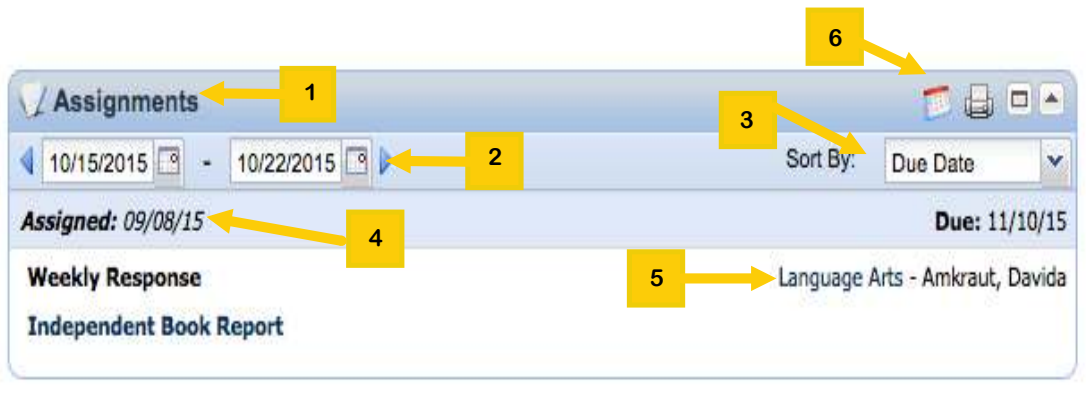 6
Assignments
1
3
10/15/2015 - 10/22/2015
2
Sort By: Due Date
Assigned: 09/08/15
4
Due: 11/10/15
Weekly Response
5
Language Arts - Amkraut, Davida
Independent Book Report